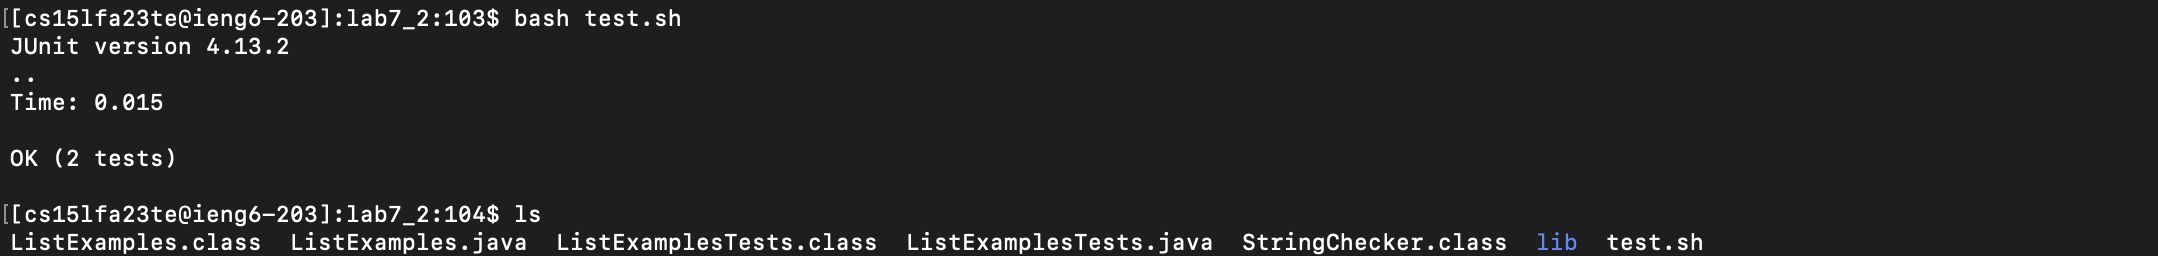 [[cs15lfa23te@ieng6-203]:lab7_2:103$ bash test.sh
JUnit version 4.13.2
..
Time: 0.015
OK (2 tests)
[[cs15lfa23te@ieng6-203]:lab7_2:104$ ls
ListExamples.class  ListExamples.java  ListExamplesTests.class  ListExamplesTests.java  StringChecker.class  lib  test.sh